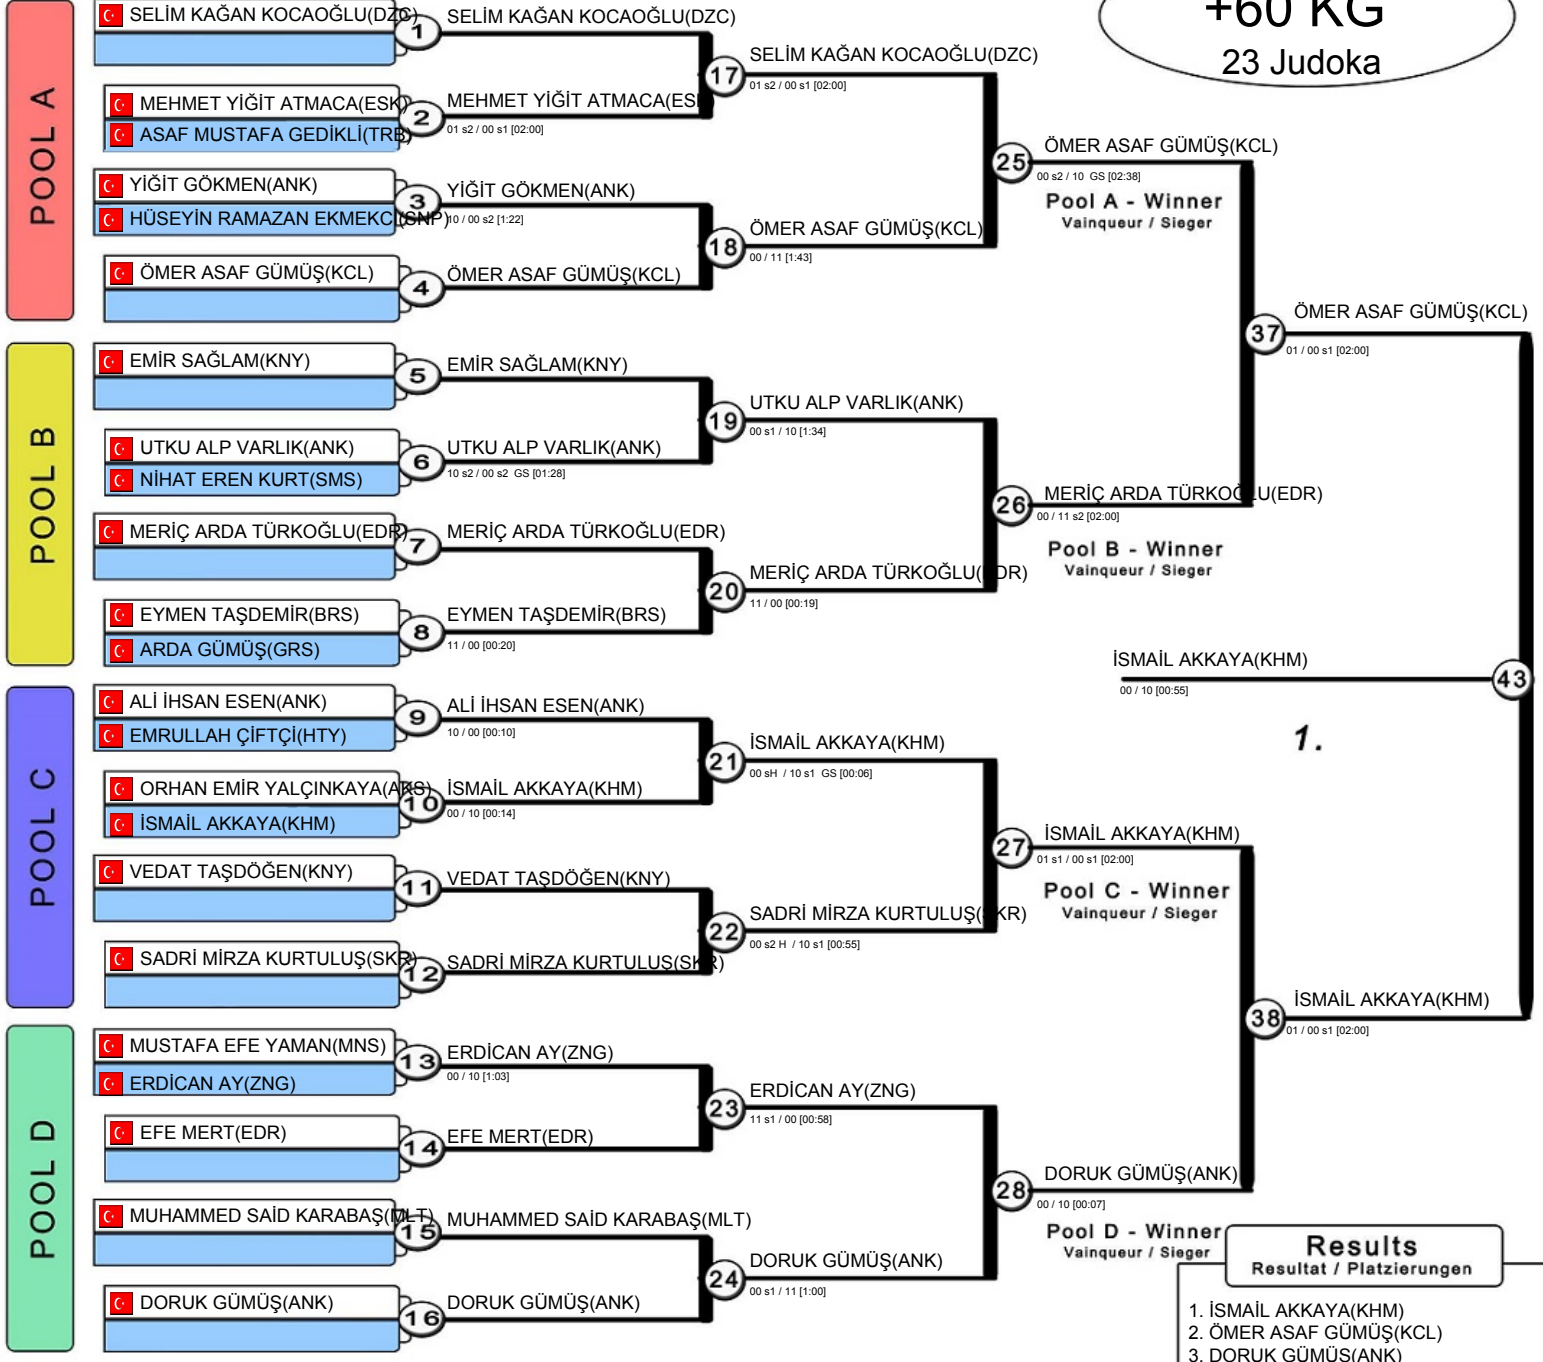 +60 KG
23 Judoka
POOL A
SELİM KAĞAN KOCAOĞLU(DZC)
1
MEHMET YİĞİT ATMACA(ESK)
ASAF MUSTAFA GEDİKLİ(TRB)
2
YİĞİT GÖKMEN(ANK)
HÜSEYİN RAMAZAN EKMEKCİ(SNP)
3
ÖMER ASAF GÜMÜŞ(KCL)
4
POOL B
EMİR SAĞLAM(KNY)
5
UTKU ALP VARLIK(ANK)
NİHAT EREN KURT(SMS)
6
MERİÇ ARDA TÜRKOĞLU(EDR)
7
EYMEN TAŞDEMİR(BRS)
ARDA GÜMÜŞ(GRS)
8
POOL C
ALİ İHSAN ESEN(ANK)
EMRULLAH ÇİFTÇİ(HTY)
9
ORHAN EMİR YALÇINKAYA(AKS)
İSMAİL AKKAYA(KHM)
10
VEDAT TAŞDÖĞEN(KNY)
11
SADRİ MİRZA KURTULUŞ(SKR)
12
POOL D
MUSTAFA EFE YAMAN(MNS)
ERDİCAN AY(ZNG)
13
EFE MERT(EDR)
14
MUHAMMED SAİD KARABAŞ(MLT)
15
DORUK GÜMÜŞ(ANK)
16
SELİM KAĞAN KOCAOĞLU(DZC)
MEHMET YİĞİT ATMACA(ESK)
01 s2 / 00 s1 [02:00]
17
YİĞİT GÖKMEN(ANK)
10 / 00 s2 [1:22]
ÖMER ASAF GÜMÜŞ(KCL)
18
EMİR SAĞLAM(KNY)
UTKU ALP VARLIK(ANK)
10 s2 / 00 s2 GS [01:28]
19
MERİÇ ARDA TÜRKOĞLU(EDR)
EYMEN TAŞDEMİR(BRS)
11 / 00 [00:20]
20
ALİ İHSAN ESEN(ANK)
10 / 00 [00:10]
İSMAİL AKKAYA(KHM)
00 / 10 [00:14]
21
VEDAT TAŞDÖĞEN(KNY)
SADRİ MİRZA KURTULUŞ(SKR)
22
ERDİCAN AY(ZNG)
00 / 10 [1:03]
EFE MERT(EDR)
23
MUHAMMED SAİD KARABAŞ(MLT)
DORUK GÜMÜŞ(ANK)
24
SELİM KAĞAN KOCAOĞLU(DZC)
01 s2 / 00 s1 [02:00]
ÖMER ASAF GÜMÜŞ(KCL)
00 / 11 [1:43]
25
UTKU ALP VARLIK(ANK)
00 s1 / 10 [1:34]
MERİÇ ARDA TÜRKOĞLU(EDR)
11 / 00 [00:19]
26
İSMAİL AKKAYA(KHM)
00 sH / 10 s1 GS [00:06]
SADRİ MİRZA KURTULUŞ(SKR)
00 s2 H / 10 s1 [00:55]
27
ERDİCAN AY(ZNG)
11 s1 / 00 [00:58]
DORUK GÜMÜŞ(ANK)
00 s1 / 11 [1:00]
28
ÖMER ASAF GÜMÜŞ(KCL)
00 s2 / 10 GS [02:38]
Pool A - Winner
Vainqueur / Sieger
MERİÇ ARDA TÜRKOĞLU(EDR)
00 / 11 s2 [02:00]
Pool B - Winner
Vainqueur / Sieger
37
İSMAİL AKKAYA(KHM)
01 s1 / 00 s1 [02:00]
Pool C - Winner
Vainqueur / Sieger
DORUK GÜMÜŞ(ANK)
00 / 10 [00:07]
Pool D - Winner
Vainqueur / Sieger
38
ÖMER ASAF GÜMÜŞ(KCL)
01 / 00 s1 [02:00]
İSMAİL AKKAYA(KHM)
01 / 00 s1 [02:00]
43
İSMAİL AKKAYA(KHM)
00 / 10 [00:55]
1.
Results
Resultat / Platzierungen
1. İSMAİL AKKAYA(KHM)
2. ÖMER ASAF GÜMÜŞ(KCL)
3. DORUK GÜMÜŞ(ANK)